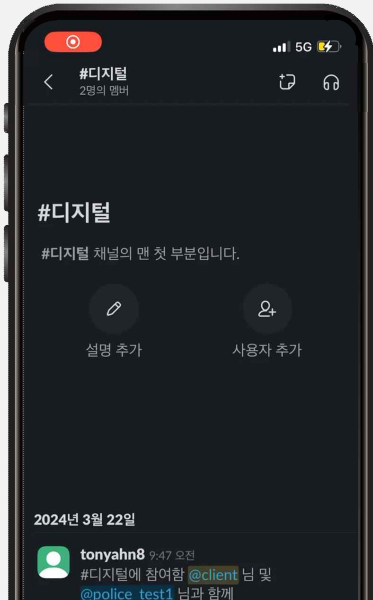 5G
#디지털
2명의 멤버
#디지털
#디지털 채널의 맨 첫 부분입니다.
설명 추가
사용자 추가
2024년 3월 22일
tonyahn8 9:47 오전
#디지털에 참여함 @client 님 및
@police_test1 님과 함께